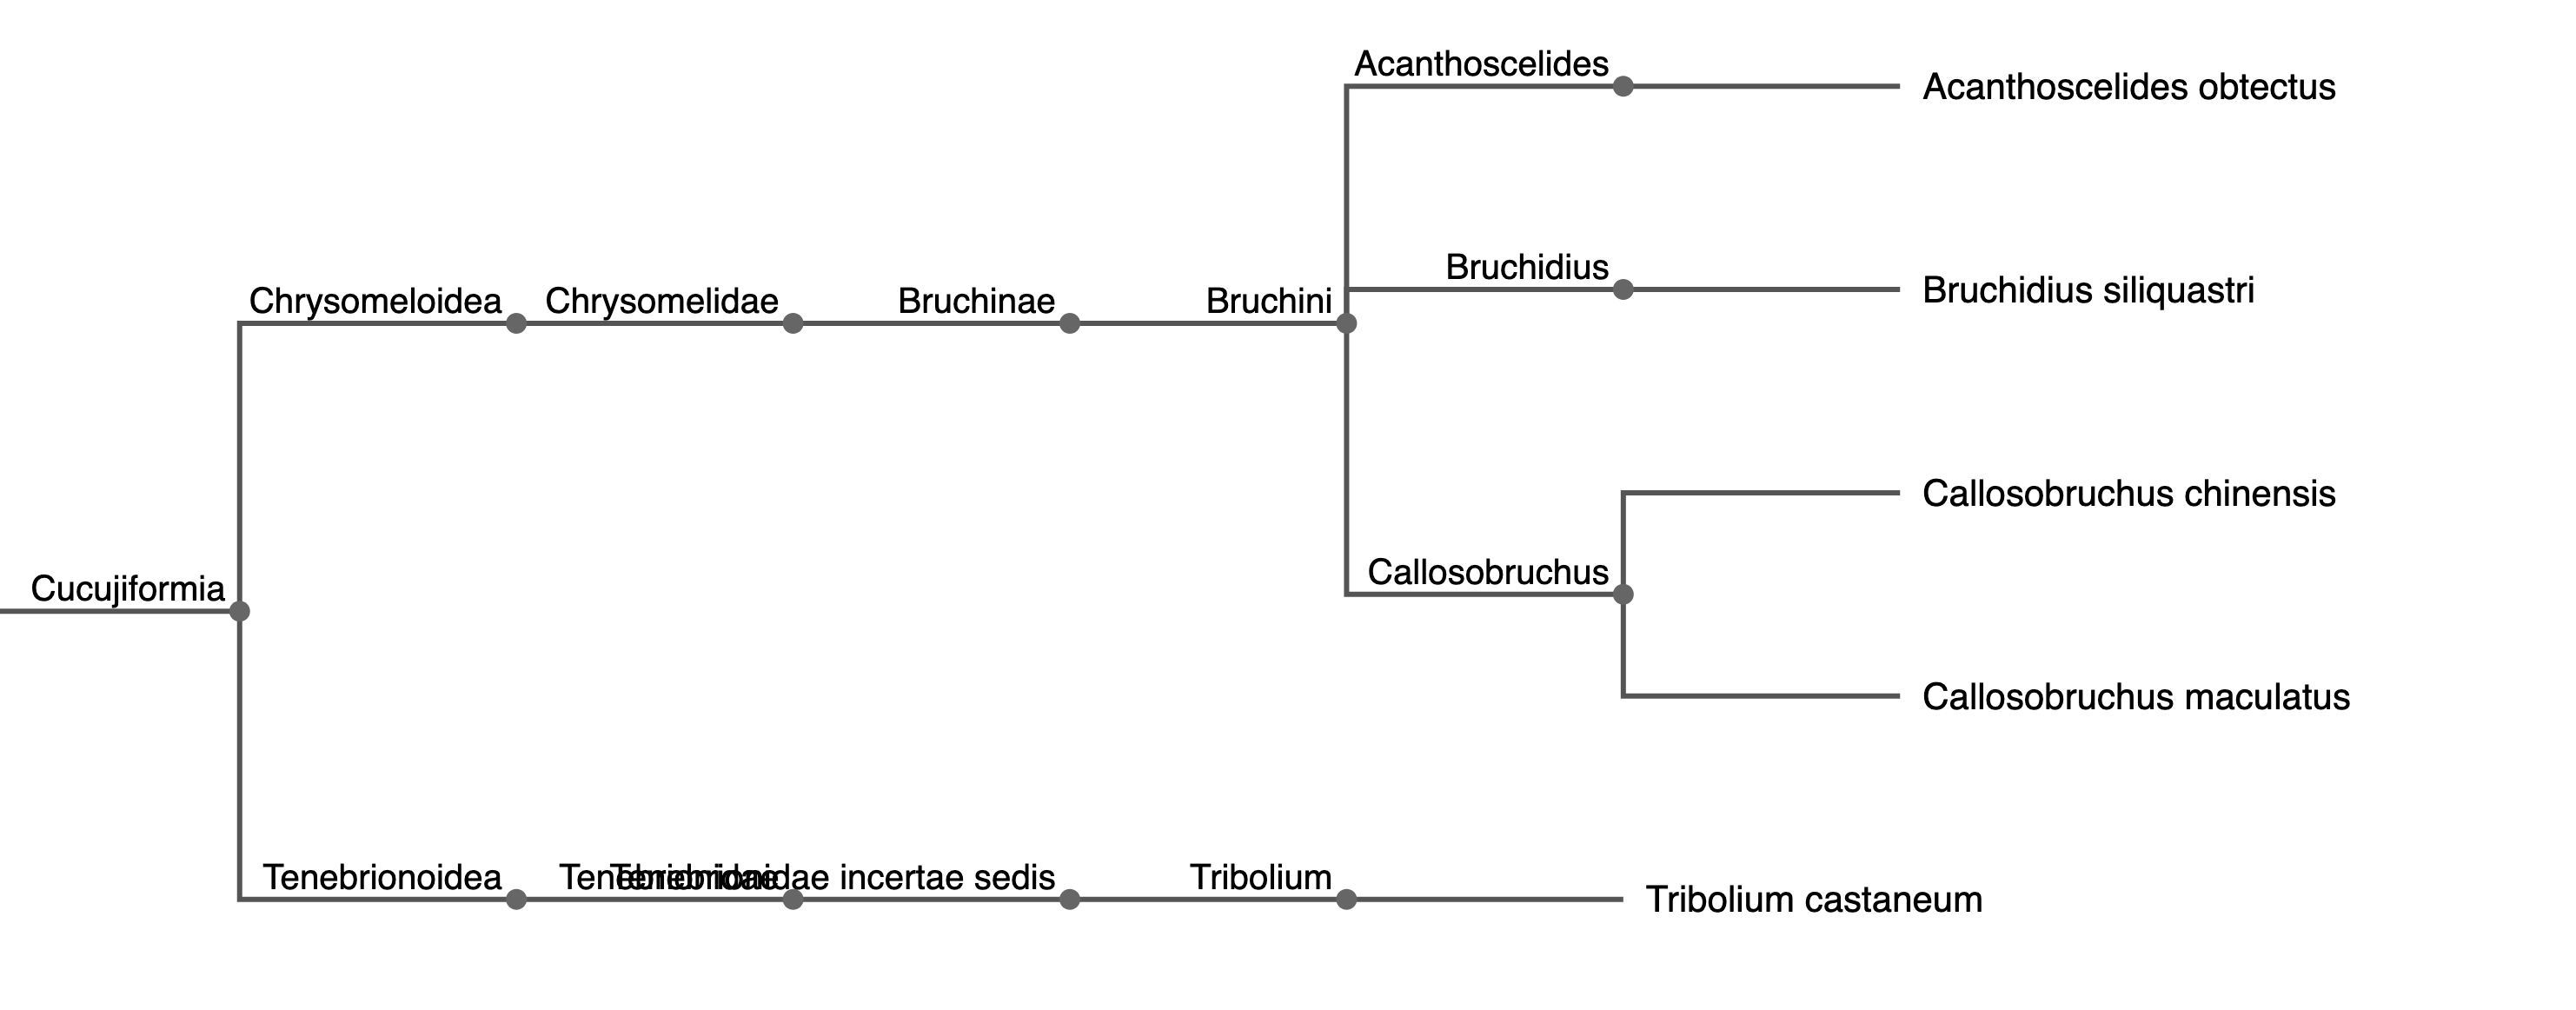 Acanthoscelides
Acanthoscelides obtectus
Bruchidius
Bruchidius siliquastri
Chrysomeloidea
Chrysomelidae
Bruchinae
Bruchini
Callosobruchus chinensis
Callosobruchus
Cucujiformia
Callosobruchus maculatus
Tenebrionoidea
Tenebrionidae
Tenebrionidae incertae sedis
Tribolium
Tribolium castaneum